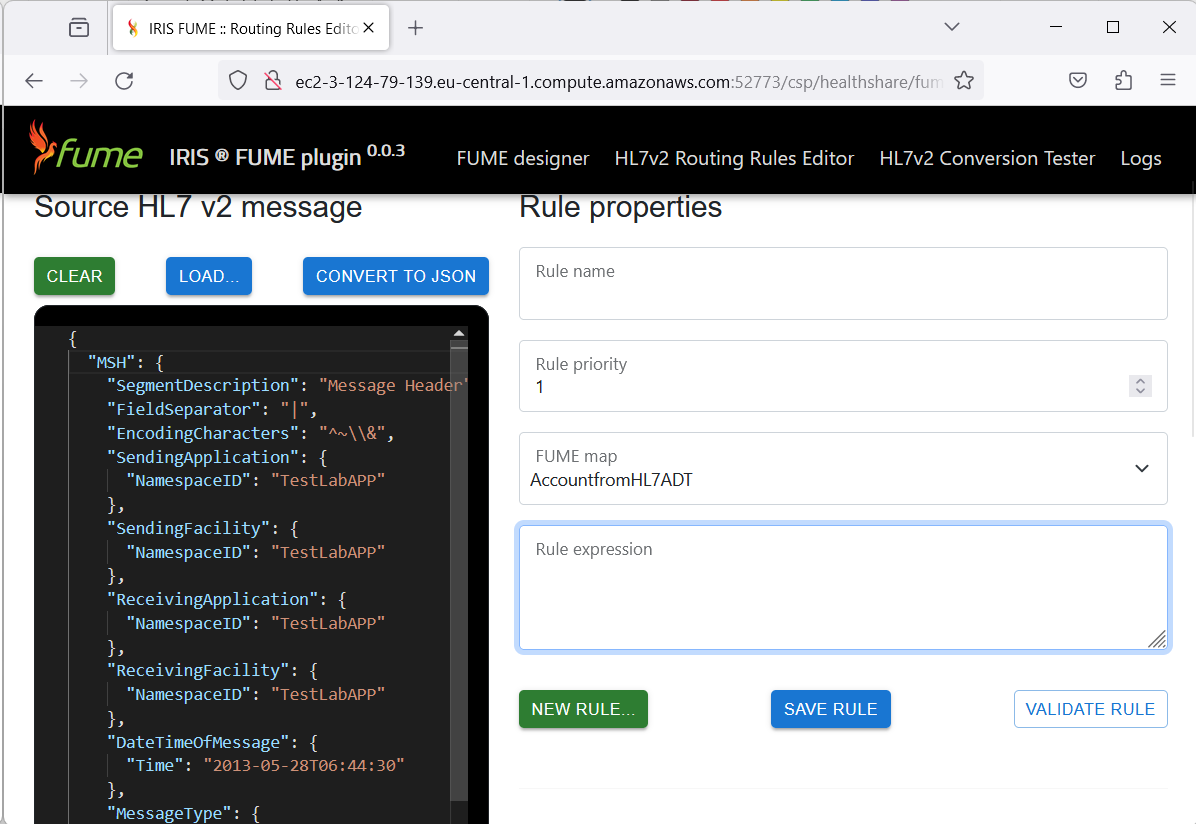 IRIS FUME :: Routing Rules Edito
ec2-3-124-79-139.eu-central-1.compute.amazonaws.com:52773/csp/healthshare/fum
fume
IRIS ® FUME plugin 0.0.3
FUME designer
HL7v2 Routing Rules Editor
HL7v2 Conversion Tester
Logs
Source HL7 v2 message
CLEAR
LOAD...
CONVERT TO JSON
{
"MSH": {
"SegmentDescription": "Message Header"
"FieldSeparator": "|",
"EncodingCharacters": "^~\\&",
"SendingApplication": {
"NamespaceID": "TestLabAPP"
},
"SendingFacility": {
"NamespaceID": "TestLabAPP"
},
"ReceivingApplication": {
"NamespaceID": "TestLabAPP"
},
"ReceivingFacility": {
"NamespaceID": "TestLabAPP"
},
"DateTimeOfMessage": {
"Time": "2013-05-28T06:44:30"
},
"MessageType": {
Rule properties
Rule name
Rule priority
1
FUME map
AccountfromHL7ADT
Rule expression
NEW RULE...
SAVE RULE
VALIDATE RULE